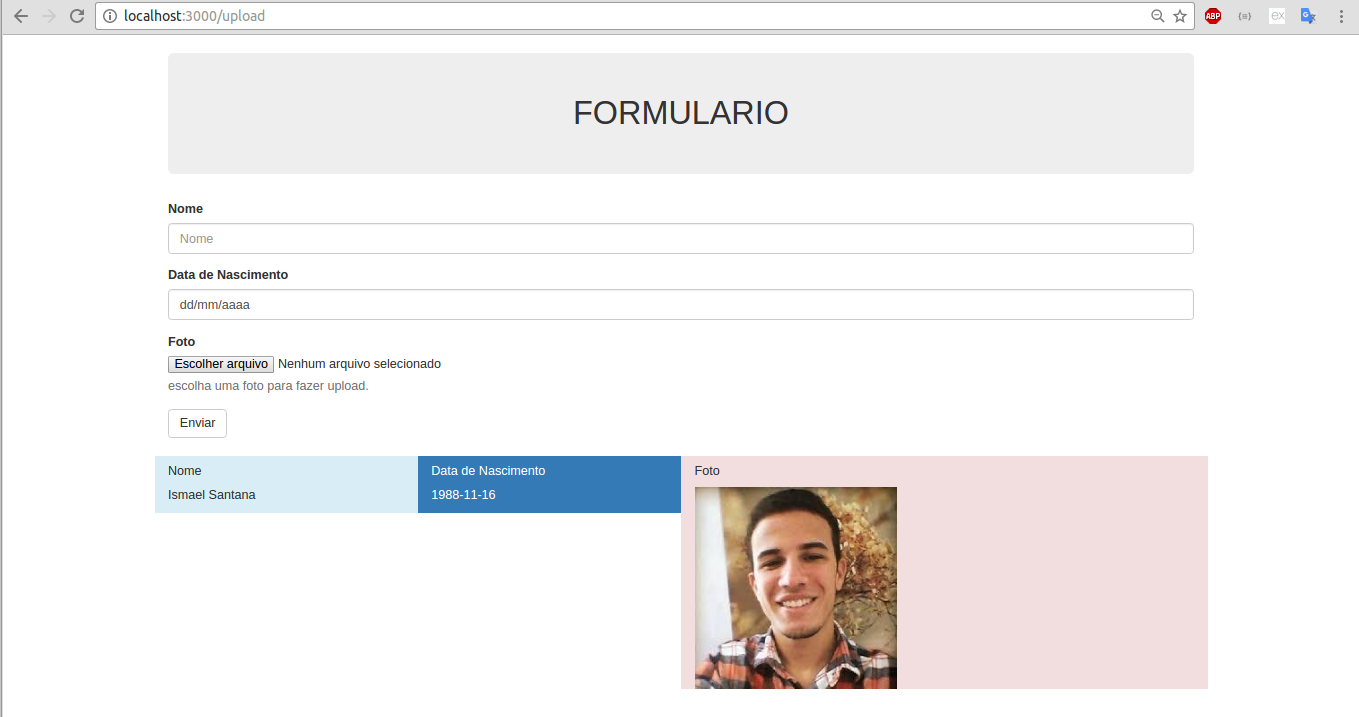 localhost:3000/upload
ABP
{=}
ex
G
FORMULARIO
Nome
Nome
Data de Nascimento
dd/mm/aaaa
Foto
Escolher arquivo Nenhum arquivo selecionado
escolha uma foto para fazer upload.
Enviar
Nome Data de Nascimento Foto
Ismael Santana 1988-11-16